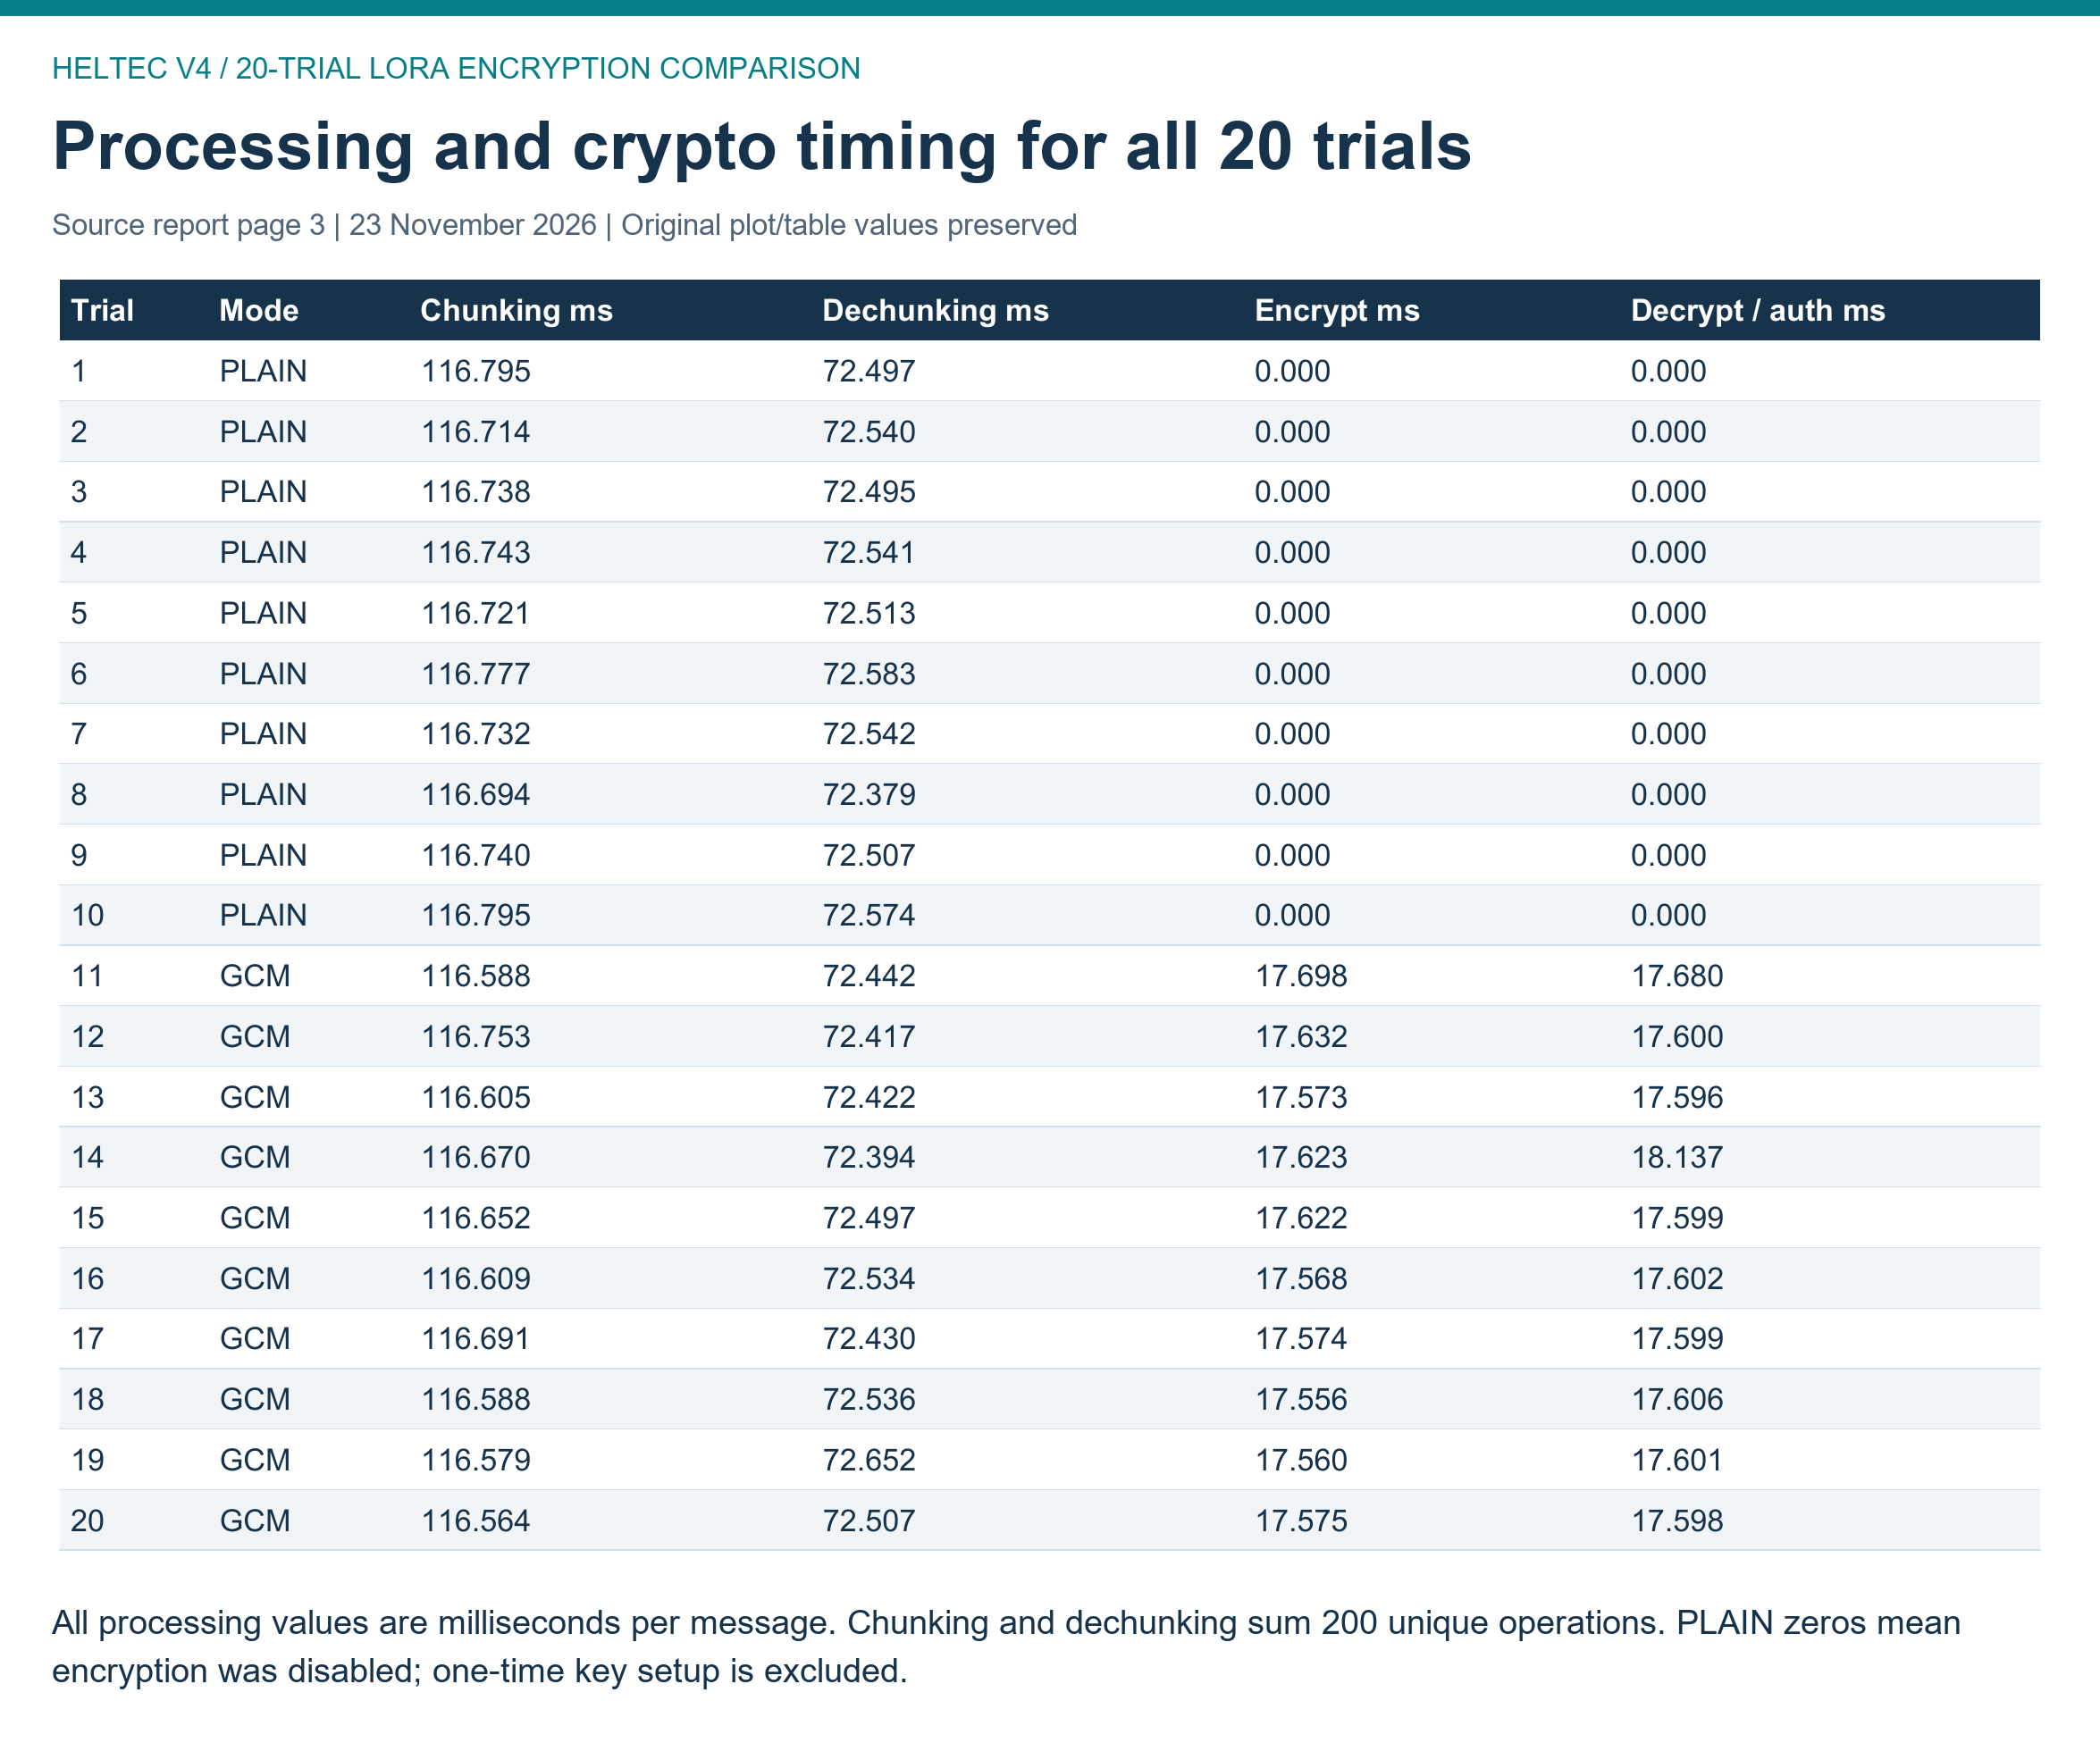 HELTEC V4 / 20-TRIAL LORA ENCRYPTION COMPARISON
Processing and crypto timing for all 20 trials
Source report page 3 | 23 November 2026 | Original plot/table values preserved
Trial Mode Chunking ms Dechunking ms Encrypt ms Decrypt / auth ms
1 PLAIN 116.795 72.497 0.000 0.000
2 PLAIN 116.714 72.540 0.000 0.000
3 PLAIN 116.738 72.495 0.000 0.000
4 PLAIN 116.743 72.541 0.000 0.000
5 PLAIN 116.721 72.513 0.000 0.000
6 PLAIN 116.777 72.583 0.000 0.000
7 PLAIN 116.732 72.542 0.000 0.000
8 PLAIN 116.694 72.379 0.000 0.000
9 PLAIN 116.740 72.507 0.000 0.000
10 PLAIN 116.795 72.574 0.000 0.000
11 GCM 116.588 72.442 17.698 17.680
12 GCM 116.753 72.417 17.632 17.600
13 GCM 116.605 72.422 17.573 17.596
14 GCM 116.670 72.394 17.623 18.137
15 GCM 116.652 72.497 17.622 17.599
16 GCM 116.609 72.534 17.568 17.602
17 GCM 116.691 72.430 17.574 17.599
18 GCM 116.588 72.536 17.556 17.606
19 GCM 116.579 72.652 17.560 17.601
20 GCM 116.564 72.507 17.575 17.598
All processing values are milliseconds per message. Chunking and dechunking sum 200 unique operations. PLAIN zeros mean
encryption was disabled; one-time key setup is excluded.